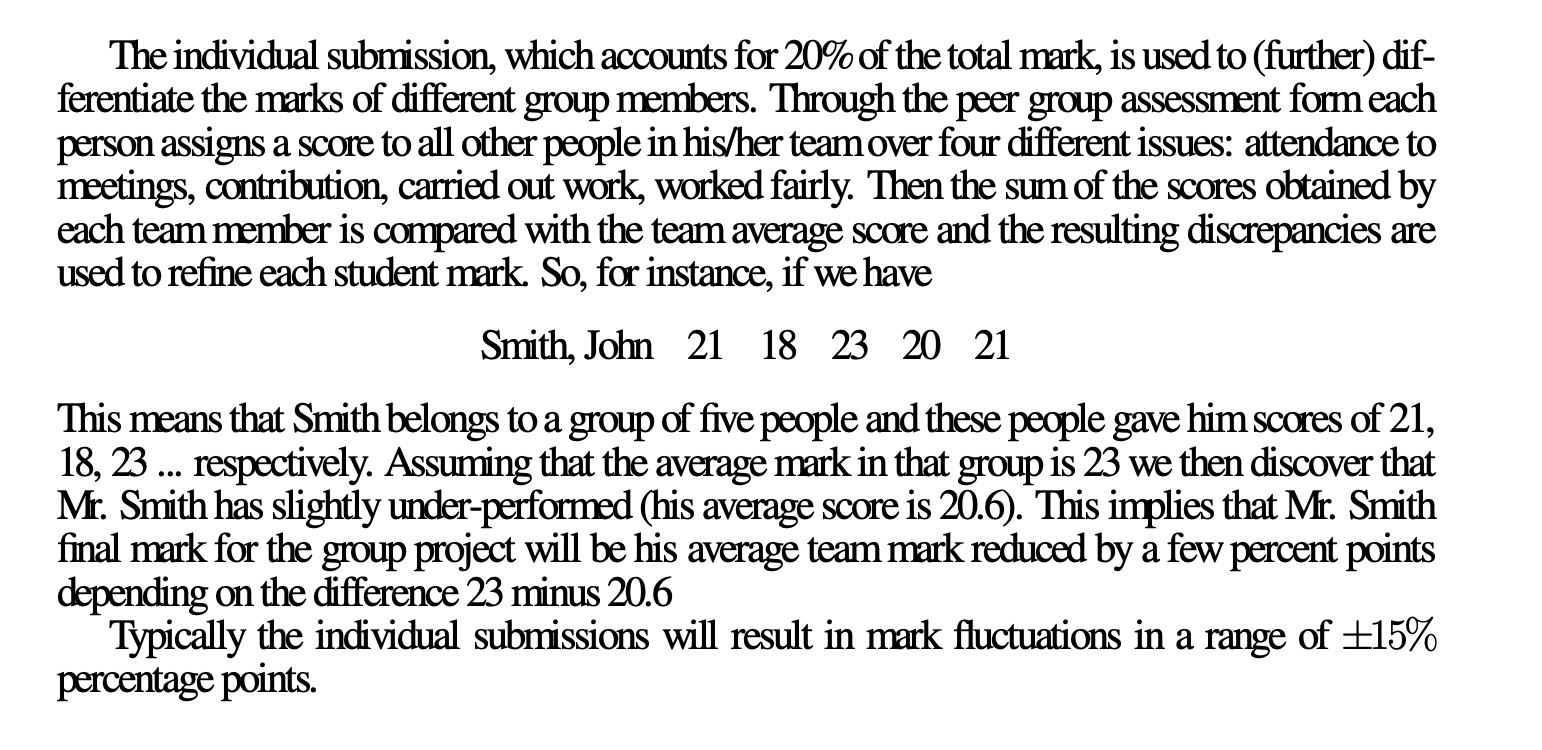 The individual submission, which accounts for 20% of the total mark, is used to (further) dif-
ferentiate the marks of different group members. Through the peer group assessment form each
person assigns a score to all other people in his/her team over four different issues: attendance to
meetings, contribution, carried out work, worked fairly. Then the sum of the scores obtained by
each team member is compared with the team average score and the resulting discrepancies are
used to refine each student mark. So, for instance, if we have
Smith, John 21 18 23 20 21
This means that Smith belongs to a group of five people and these people gave him scores of 21,
18, 23 ... respectively. Assuming that the average mark in that group is 23 we then discover that
Mr. Smith has slightly under-performed (his average score is 20.6). This implies that Mr. Smith
final mark for the group project will be his average team mark reduced by a few percent points
depending on the difference 23 minus 20.6
Typically the individual submissions will result in mark fluctuations in a range of ±15%
percentage points.